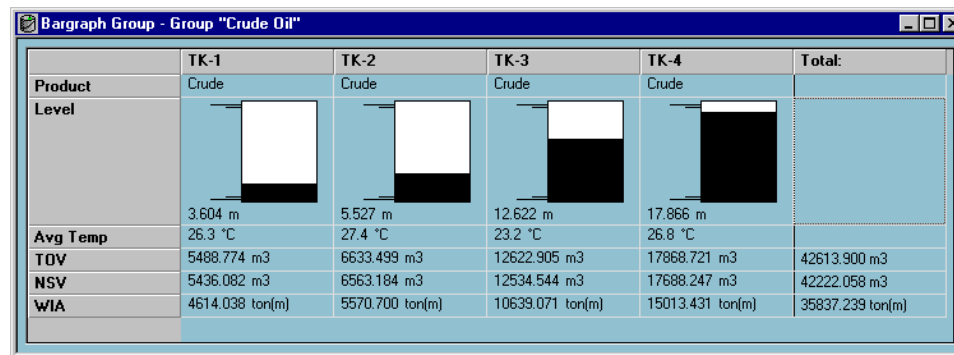 Bargraph Group - Group "Crude Oil"
TK-1 TK-2 TK-3 TK-4 Total:
Product Crude Crude Crude Crude
Level
3.604 m 5.527 m 12.622 m 17.866 m
Avg Temp 26.3 °C 27.4 °C 23.2 °C 26.8 °C
TOV 5488.774 m3 6633.499 m3 12622.905 m3 17868.721 m3 42613.900 m3
NSV 5436.082 m3 6563.184 m3 12534.544 m3 17688.247 m3 42222.058 m3
WIA 4614.038 ton(m) 5570.700 ton(m) 10639.071 ton(m) 15013.431 ton(m) 35837.239 ton(m)